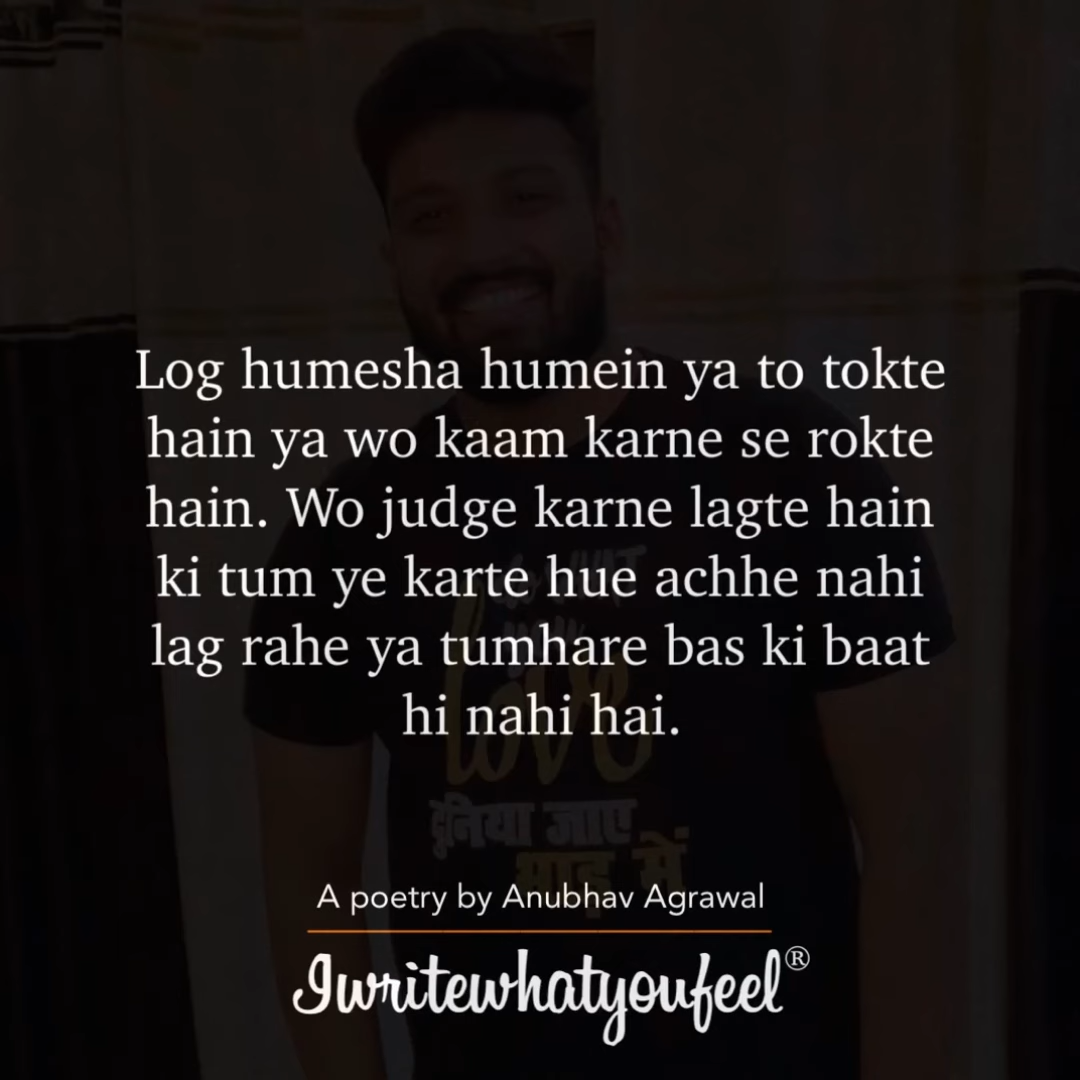 Log humesha humein ya to tokte
hain ya wo kaam karne se rokte
hain. Wo judge karne lagte hain
ki tum ye karte hue achhe nahi
lag rahe ya tumhare bas ki baat
hi nahi hai.
WHAT
love
दुनिया जाए
भाड़ में
A poetry by Anubhav Agrawal
Iwritewhatyoufeel®